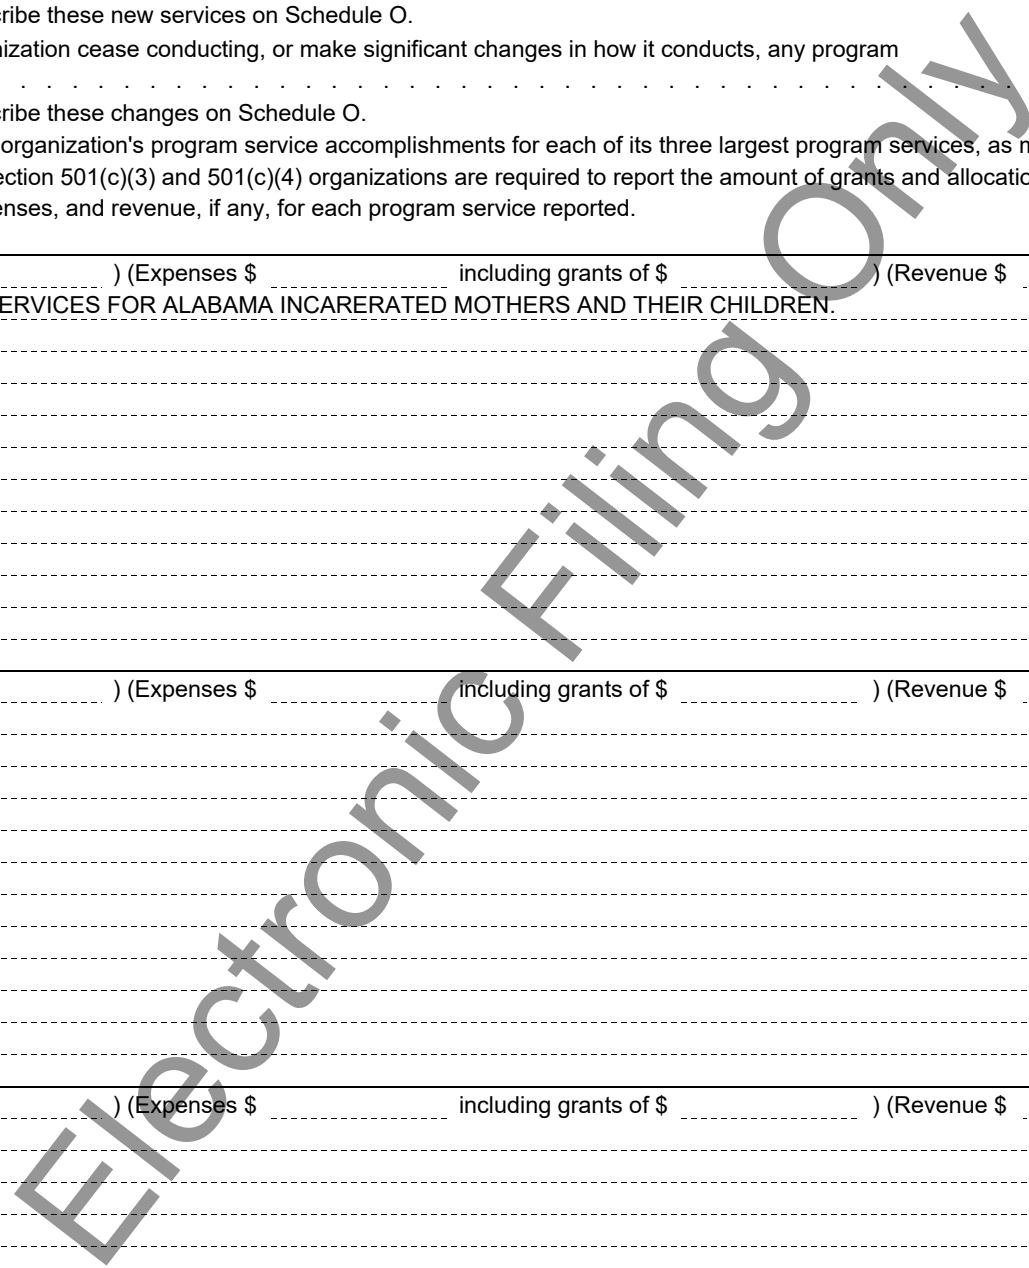 cribe these new services on Schedule O.
nization cease conducting, or make significant changes in how it conducts, any program
. . . . . . . . . . . . . . . . . . . . . . . . . . . . . . . . . . . . . . .
cribe these changes on Schedule O.
organization's program service accomplishments for each of its three largest program services, as m
ection 501(c)(3) and 501(c)(4) organizations are required to report the amount of grants and allocatio
enses, and revenue, if any, for each program service reported.
) (Expenses $ including grants of $ ) (Revenue $
ERVICES FOR ALABAMA INCARERATED MOTHERS AND THEIR CHILDREN.
) (Expenses $ including grants of $ ) (Revenue $
) (Expenses $ including grants of $ ) (Revenue $
Electronic Filing Only